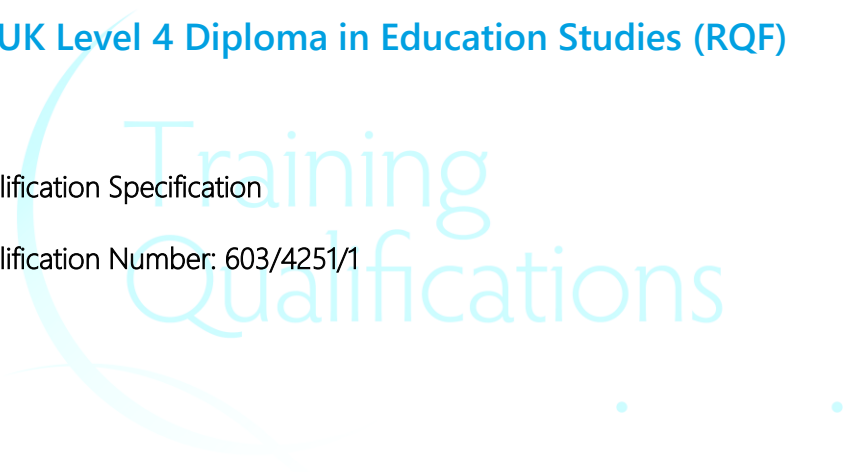 UK Level 4 Diploma in Education Studies (RQF)
Training
lification Specification
lification Number: 603/4251/1
Qualifications